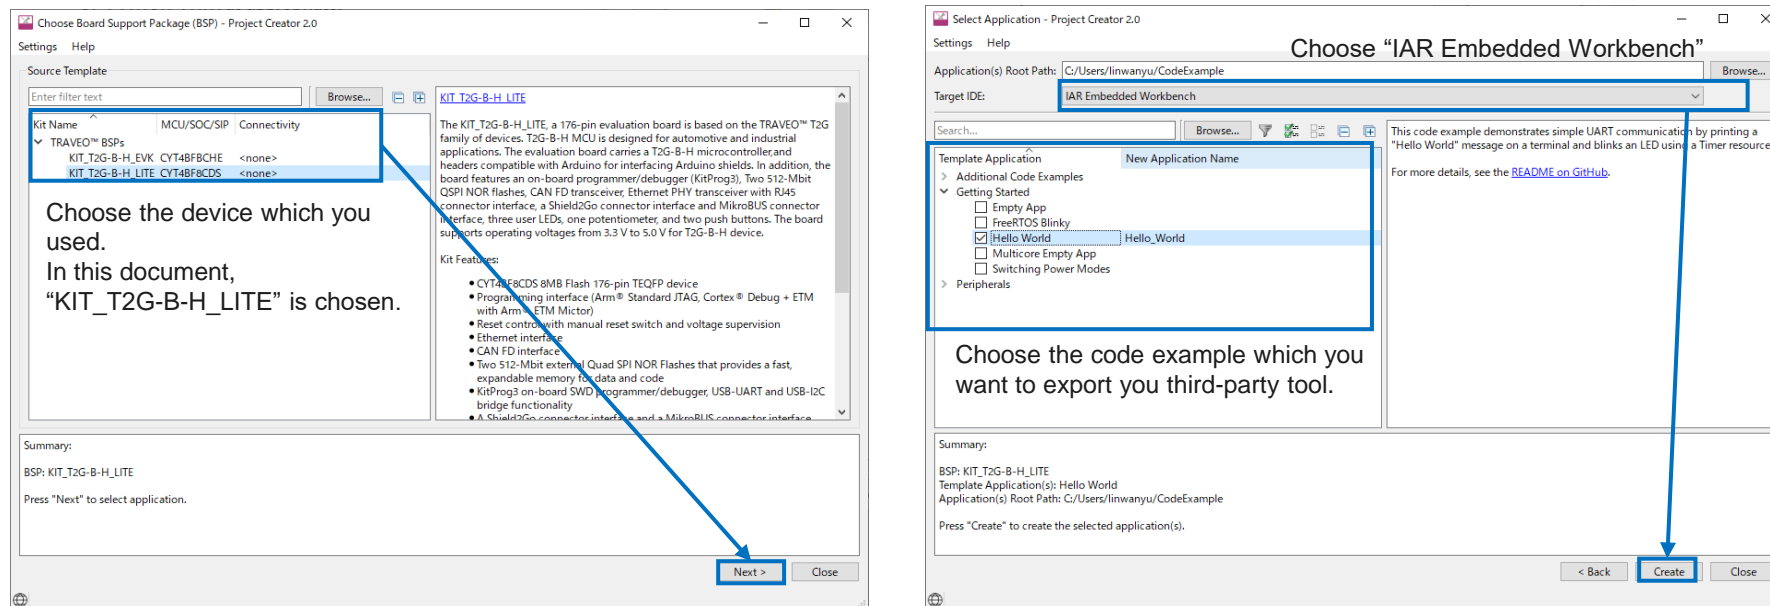 Choose Board Support Package (BSP) - Project Creator 2.0
Settings Help
Source Template
Enter filter text
Browse...
Kit Name MCU/SOC/SIP Connectivity
TRAVEO™ BSPs
KIT_T2G-B-H_EVK CYT4BFBCHE <none>
KIT_T2G-B-H_LITE CYT4BF8CDS <none>
Choose the device which you
used.
In this document,
“KIT_T2G-B-H_LITE” is chosen.
KIT_T2G-B-H_LITE
The KIT_T2G-B-H_LITE, a 176-pin evaluation board is based on the TRAVEO™ T2G
family of devices. T2G-B-H MCU is designed for automotive and industrial
applications. The evaluation board carries a T2G-B-H microcontroller,and
headers compatible with Arduino for interfacing Arduino shields. In addition, the
board features an on-board programmer/debugger (KitProg3), Two 512-Mbit
QSPI NOR flashes, CAN FD transceiver, Ethernet PHY transceiver with RJ45
connector interface, a Shield2Go connector interface and MikroBUS connector
interface, three user LEDs, one potentiometer, and two push buttons. The board
supports operating voltages from 3.3 V to 5.0 V for T2G-B-H device.
Kit Features:
CYT4BF8CDS 8MB Flash 176-pin TEQFP device
Programming interface (Arm® Standard JTAG, Cortex® Debug + ETM
with Arm® ETM Mictor)
Reset control with manual reset switch and voltage supervision
Ethernet interface
CAN FD interface
Two 512-Mbit external Quad SPI NOR Flashes that provides a fast,
expandable memory for data and code
KitProg3 on-board SWD programmer/debugger, USB-UART and USB-I2C
bridge functionality
A Shield2Go connector interface and a MikroBUS connector interface
Summary:
BSP: KIT_T2G-B-H_LITE
Press "Next" to select application.
Next >
Close
Select Application - Project Creator 2.0
Settings Help
Choose “IAR Embedded Workbench”
Application(s) Root Path: C:/Users/linwanyu/CodeExample
Browse...
Target IDE: IAR Embedded Workbench
Search...
Browse...
Template Application New Application Name
Additional Code Examples
Getting Started
Empty App
FreeRTOS Blinky
Hello World Hello_World
Multicore Empty App
Switching Power Modes
Peripherals
Choose the code example which you
want to export you third-party tool.
This code example demonstrates simple UART communication by printing a
"Hello World" message on a terminal and blinks an LED using a Timer resource
For more details, see the README on GitHub.
Summary:
BSP: KIT_T2G-B-H_LITE
Template Application(s): Hello World
Application(s) Root Path: C:/Users/linwanyu/CodeExample
Press "Create" to create the selected application(s).
< Back
Create
Close